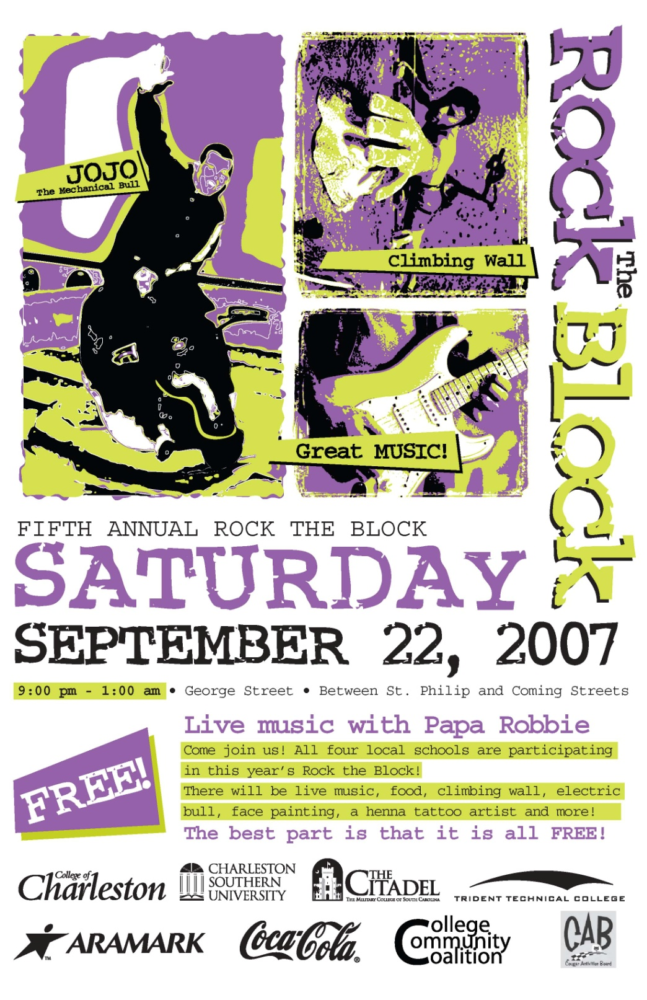 Rock The Block
JOJO
The Mechanical Bull
Climbing Wall
Great MUSIC!
FIFTH ANNUAL ROCK THE BLOCK
SATURDAY
SEPTEMBER 22, 2007
9:00 pm - 1:00 am • George Street • Between St. Philip and Coming Streets
FREE!
Live music with Papa Robbie
Come join us! All four local schools are participating
in this year's Rock the Block!
There will be live music, food, climbing wall, electric
bull, face painting, a henna tattoo artist and more!
The best part is that it is all FREE!
College of
Charleston
CHARLESTON
SOUTHERN
UNIVERSITY
THE
CITADEL
THE MILITARY COLLEGE OF SOUTH CAROLINA
TRIDENT TECHNICAL COLLEGE
ARAMARK
TM
Coca-Cola
®
College
Community
Coalition
CAB
Cougar Activities Board